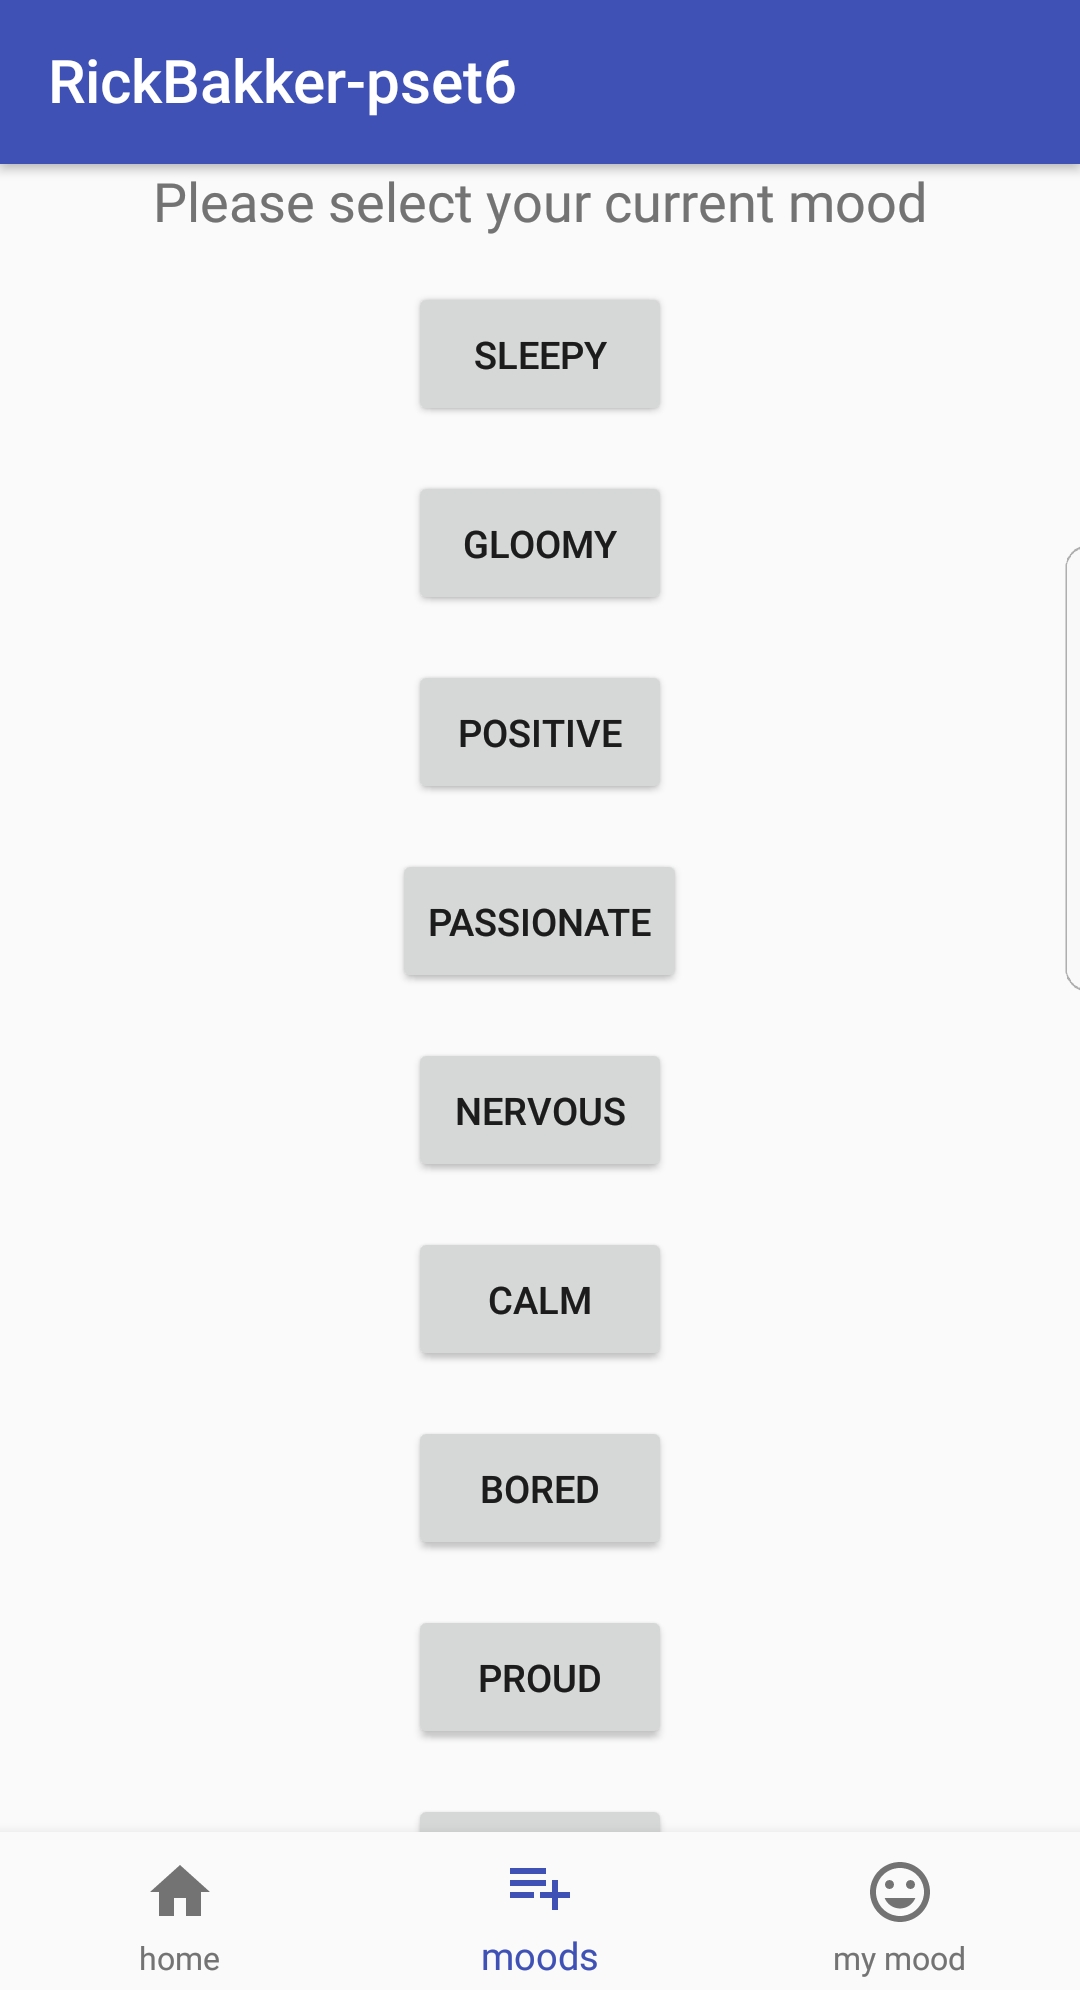 RickBakker-pset6
Please select your current mood
SLEEPY
GLOOMY
POSITIVE
PASSIONATE
NERVOUS
CALM
BORED
PROUD
home
moods
my mood